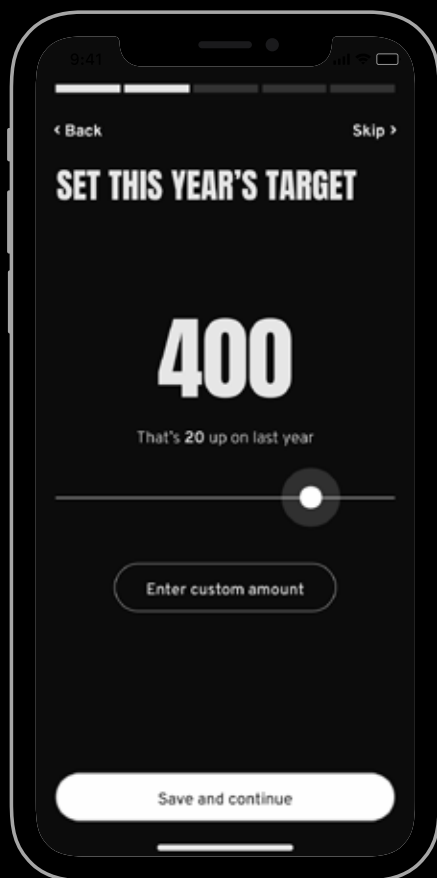 9:41
‹ Back
Skip ›
SET THIS YEAR’S TARGET
400
That's 20 up on last year
Enter custom amount
Save and continue